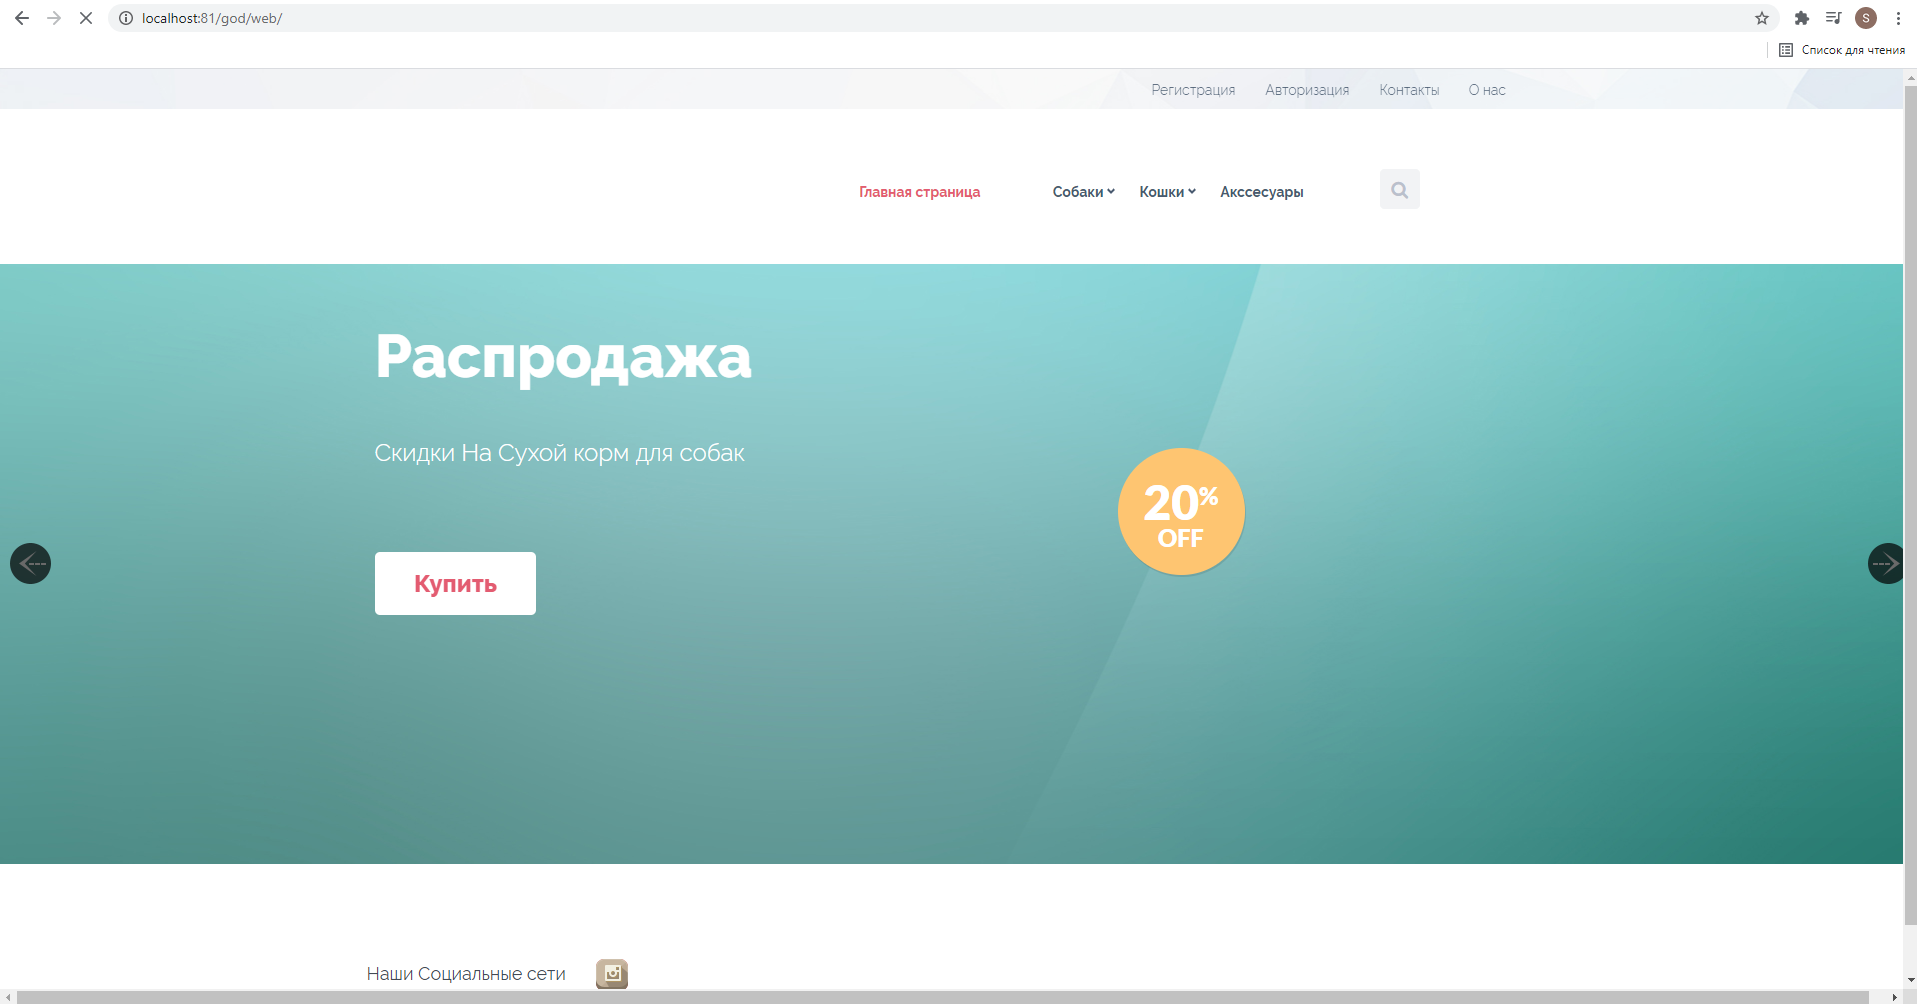 localhost:81/god/web/
S
Список для чтения
Регистрация Авторизация Контакты О нас
Главная страница Собаки Кошки Акссесуары
Распродажа
Скидки На Сухой корм для собак
20%
OFF
Купить
Наши Социальные сети